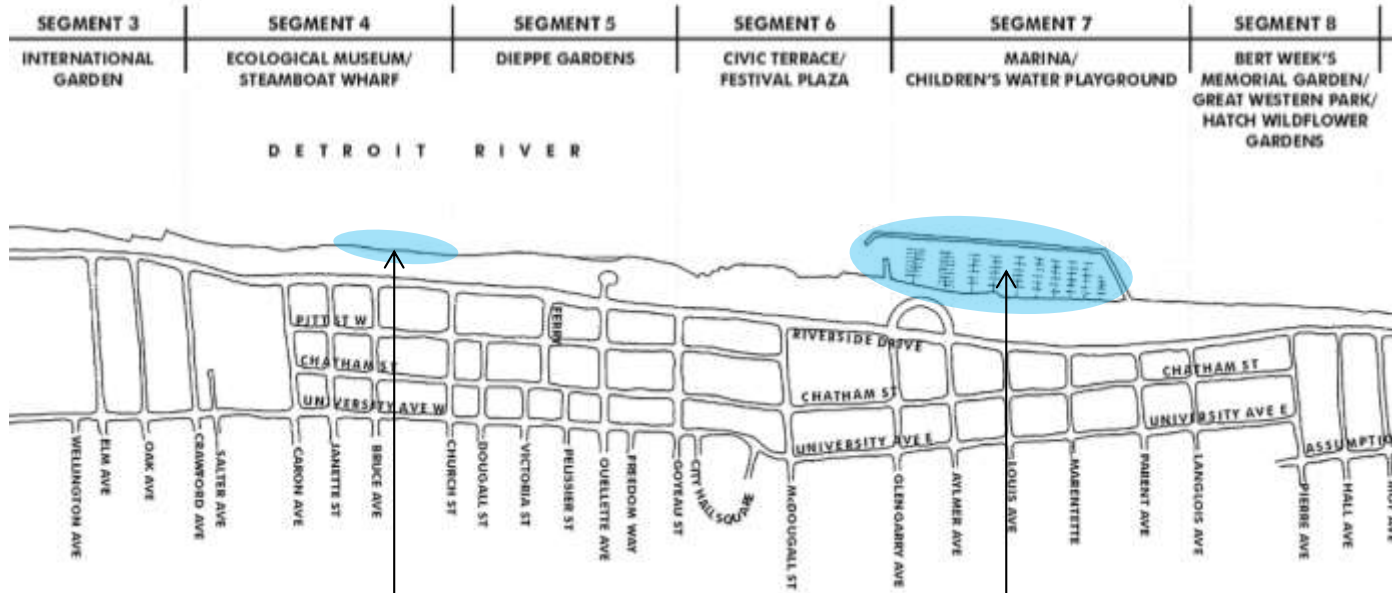 SEGMENT 3
SEGMENT 4
SEGMENT 5
SEGMENT 6
SEGMENT 7
SEGMENT 8
INTERNATIONAL
GARDEN
ECOLOGICAL MUSEUM/
STEAMBOAT WHARF
DIEPPE GARDENS
CIVIC TERRACE/
FESTIVAL PLAZA
MARINA/
CHILDREN'S WATER PLAYGROUND
BERT WEEK'S
MEMORIAL GARDEN/
GREAT WESTERN PARK/
HATCH WILDFLOWER
GARDENS
DETROIT RIVER
PITT ST W
FERRY
RIVERSIDE DRIVE
CHATHAM ST
CHATHAM ST
CHATHAM ST
UNIVERSITY AVE W
UNIVERSITY AVE E
UNIVERSITY AVE E
WELLINGTON AVE
ELM AVE
OAK AVE
CRAWFORD AVE
SALTER AVE
CARON AVE
JANETTE ST
BRUCE AVE
CHURCH ST
DOUGALL ST
VICTORIA ST
PELISSIER ST
OUELLETTE AVE
FREEDOM WAY
GOYEAU ST
CITY HALL SQUARE
McDOUGALL ST
GLENGARRY AVE
AYLMER AVE
LOUIS AVE
MARENTETTE
PARENT AVE
LANGLOIS AVE
PIERRE AVE
HALL AVE
ASSUMPTIO